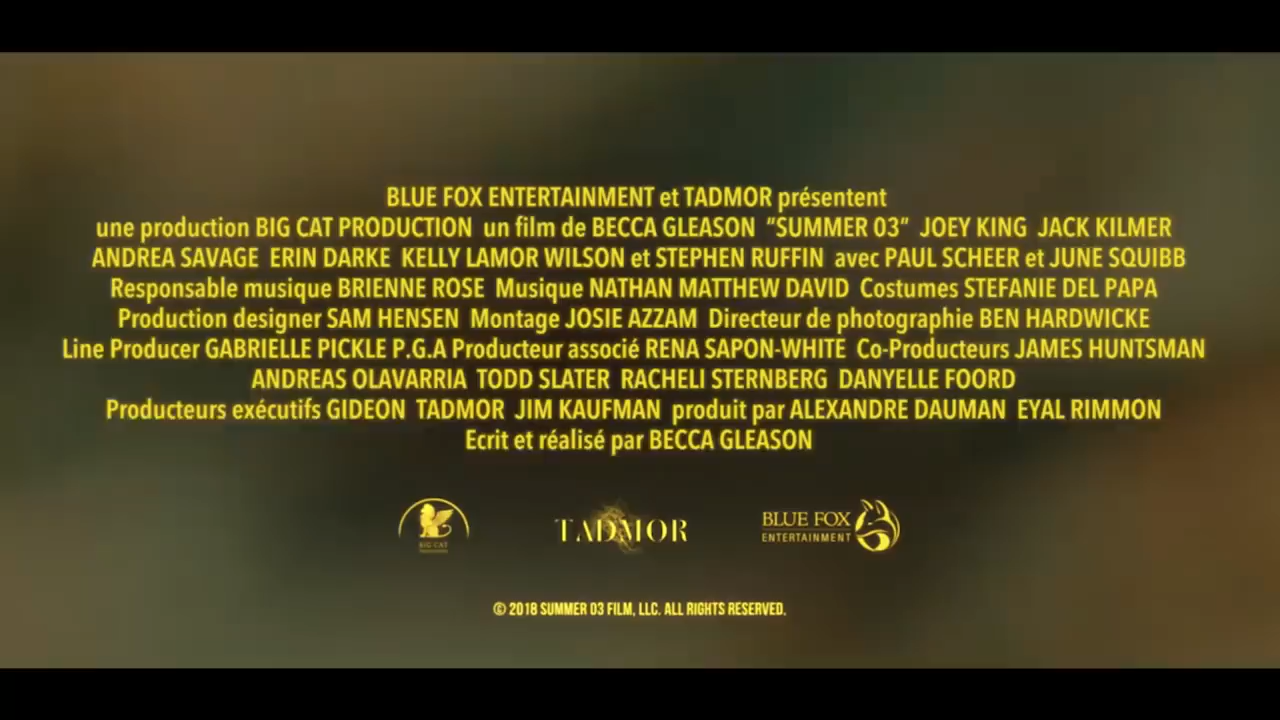 BLUE FOX ENTERTAINMENT et TADMOR présentent
une production BIG CAT PRODUCTION un film de BECCA GLEASON "SUMMER 03" JOEY KING JACK KILMER
ANDREA SAVAGE ERIN DARKE KELLY LAMOR WILSON et STEPHEN RUFFIN avec PAUL SCHEER et JUNE SQUIBB
Responsable musique BRIENNE ROSE Musique NATHAN MATTHEW DAVID Costumes STEFANIE DEL PAPA
Production designer SAM HENSEN Montage JOSIE AZZAM Directeur de photographie BEN HARDWICKE
Line Producer GABRIELLE PICKLE P.G.A Producteur associé RENA SAPON-WHITE Co-Producteurs JAMES HUNTSMAN
ANDREAS OLAVARRIA TODD SLATER RACHELI STERNBERG DANYELLE FOORD
Producteurs exécutifs GIDEON TADMOR JIM KAUFMAN produit par ALEXANDRE DAUMAN EYAL RIMMON
Ecrit et réalisé par BECCA GLEASON
BIG CAT
TADMOR
BLUE FOX
ENTERTAINMENT
© 2018 SUMMER 03 FILM, LLC. ALL RIGHTS RESERVED.